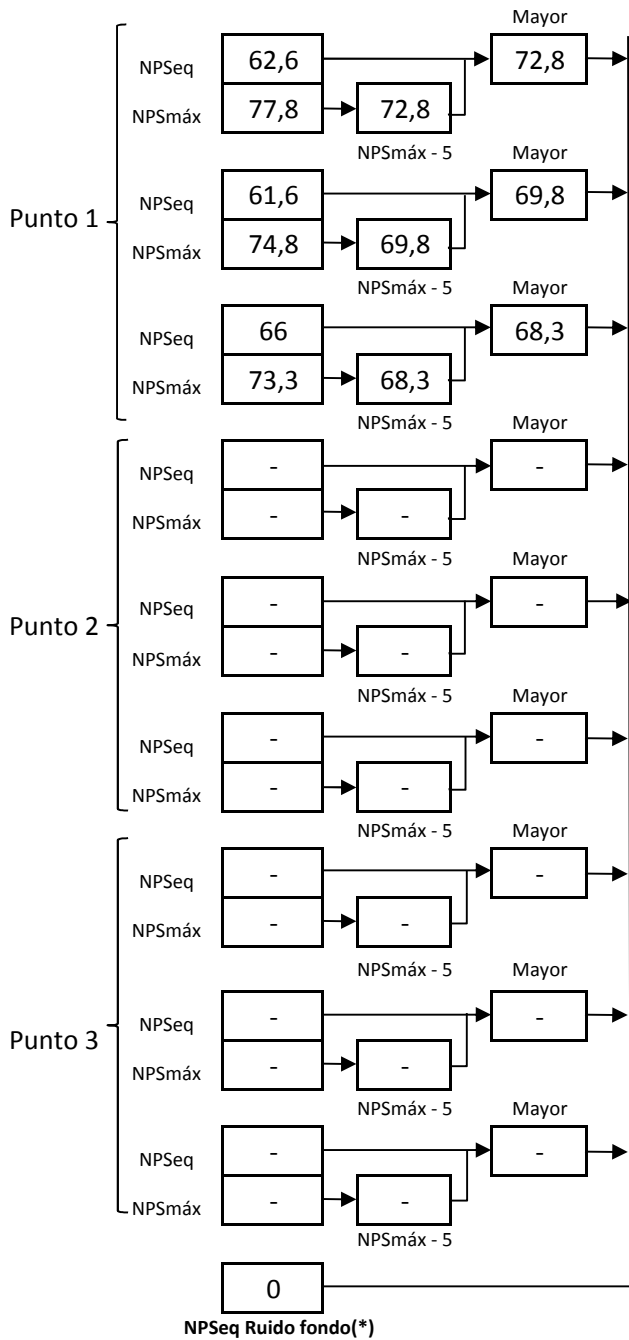 Mayor
NPSeq 62,6 72,8
NPSmáx 77,8 72,8
NPSmáx - 5
Mayor
Punto 1
NPSeq 61,6 69,8
NPSmáx 74,8 69,8
NPSmáx - 5
Mayor
NPSeq 66 68,3
NPSmáx 73,3 68,3
NPSmáx - 5
Mayor
NPSeq - -
NPSmáx - -
NPSmáx - 5
Mayor
Punto 2
NPSeq - -
NPSmáx - -
NPSmáx - 5
Mayor
NPSeq - -
NPSmáx - -
NPSmáx - 5
Mayor
NPSeq - -
NPSmáx - -
NPSmáx - 5
Mayor
Punto 3
NPSeq - -
NPSmáx - -
NPSmáx - 5
Mayor
NPSeq - -
NPSmáx - -
NPSmáx - 5
0
NPSeq Ruido fondo(*)